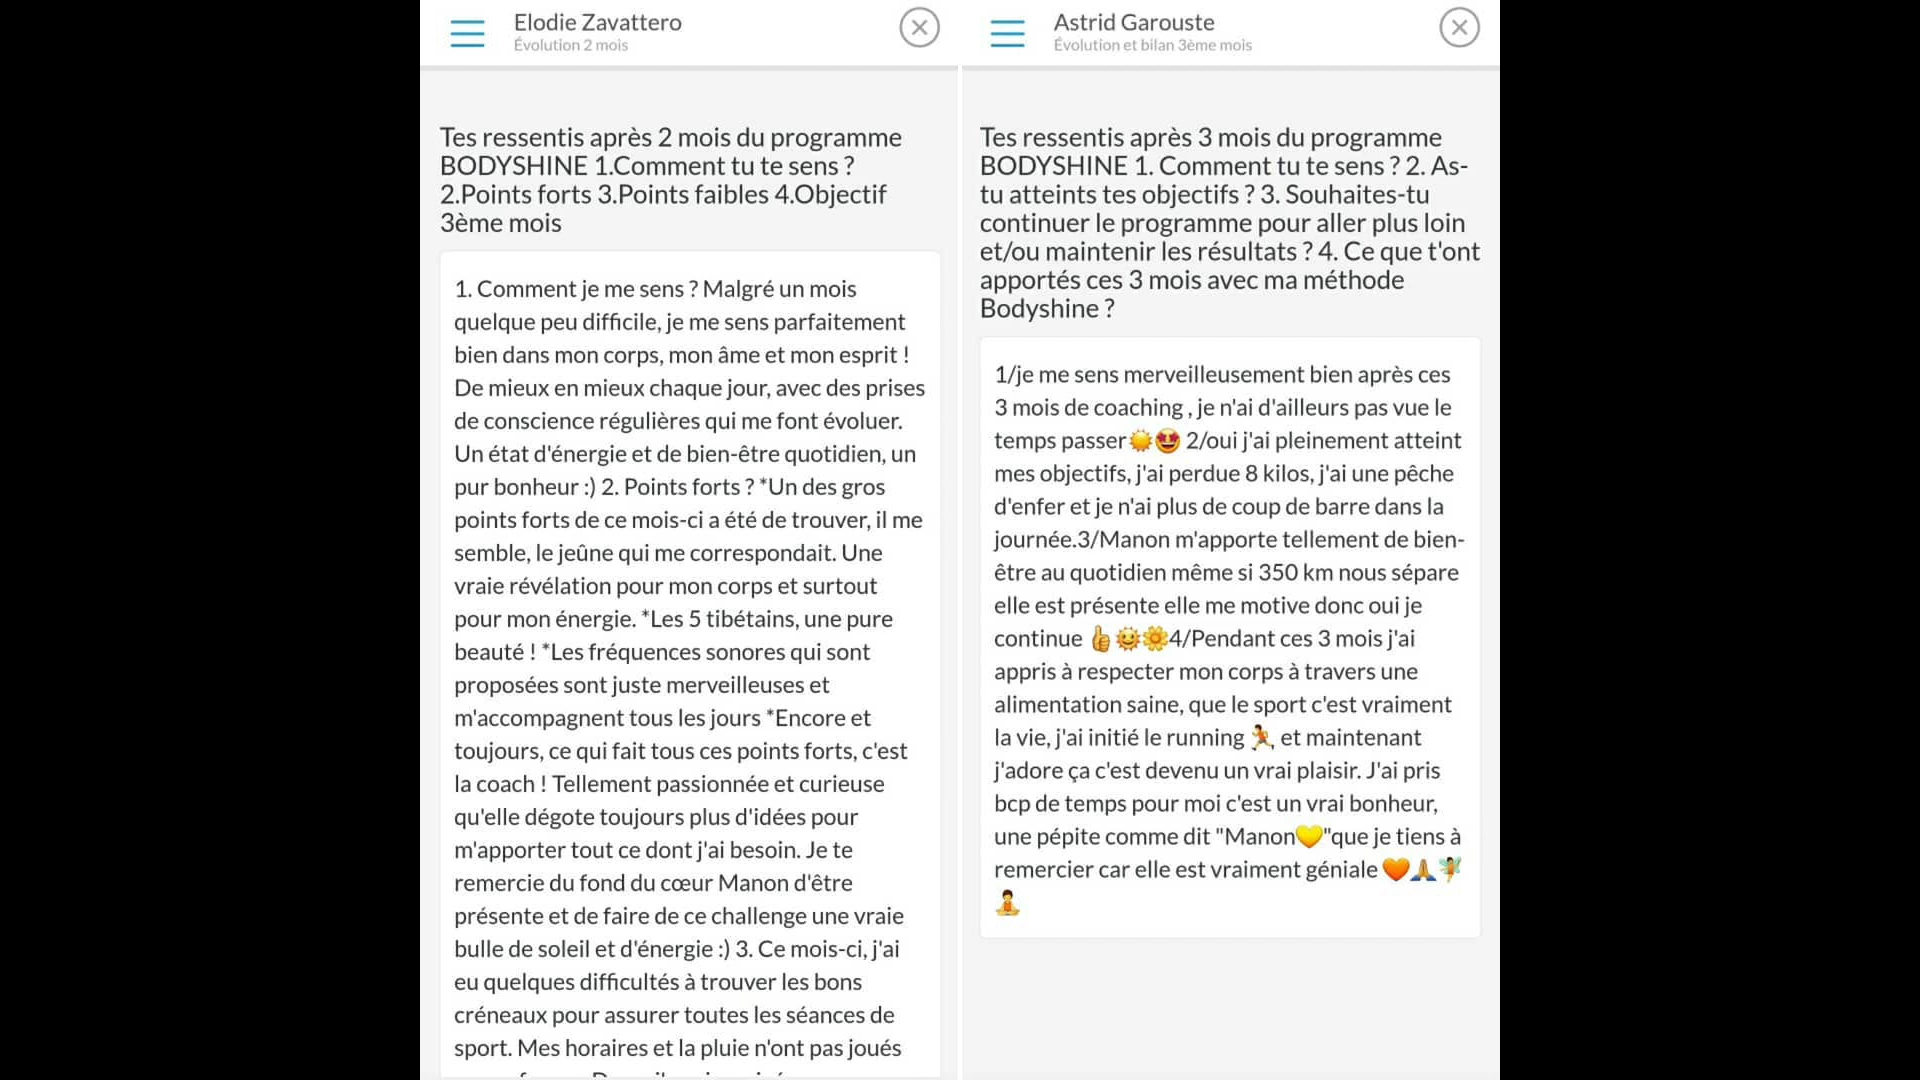 Elodie Zavattero
Évolution 2 mois
Tes ressentis après 2 mois du programme
BODYSHINE 1.Comment tu te sens ?
2.Points forts 3.Points faibles 4.Objectif
3ème mois
1. Comment je me sens ? Malgré un mois
quelque peu difficile, je me sens parfaitement
bien dans mon corps, mon âme et mon esprit !
De mieux en mieux chaque jour, avec des prises
de conscience régulières qui me font évoluer.
Un état d'énergie et de bien-être quotidien, un
pur bonheur :) 2. Points forts ? *Un des gros
points forts de ce mois-ci a été de trouver, il me
semble, le jeûne qui me correspondait. Une
vraie révélation pour mon corps et surtout
pour mon énergie. *Les 5 tibétains, une pure
beauté ! *Les fréquences sonores qui sont
proposées sont juste merveilleuses et
m'accompagnent tous les jours *Encore et
toujours, ce qui fait tous ces points forts, c'est
la coach ! Tellement passionnée et curieuse
qu'elle dégote toujours plus d'idées pour
m'apporter tout ce dont j'ai besoin. Je te
remercie du fond du cœur Manon d'être
présente et de faire de ce challenge une vraie
bulle de soleil et d'énergie :) 3. Ce mois-ci, j'ai
eu quelques difficultés à trouver les bons
créneaux pour assurer toutes les séances de
sport. Mes horaires et la pluie n'ont pas joués
Astrid Garouste
Évolution et bilan 3ème mois
Tes ressentis après 3 mois du programme
BODYSHINE 1. Comment tu te sens ? 2. As-
tu atteints tes objectifs ? 3. Souhaites-tu
continuer le programme pour aller plus loin
et/ou maintenir les résultats ? 4. Ce que t'ont
apportés ces 3 mois avec ma méthode
Bodyshine ?
1/je me sens merveilleusement bien après ces
3 mois de coaching , je n'ai d'ailleurs pas vue le
temps passer☀️🤩 2/oui j'ai pleinement atteint
mes objectifs, j'ai perdue 8 kilos, j'ai une pêche
d'enfer et je n'ai plus de coup de barre dans la
journée.3/Manon m'apporte tellement de bien-
être au quotidien même si 350 km nous sépare
elle est présente elle me motive donc oui je
continue 👍🌞🌼4/Pendant ces 3 mois j'ai
appris à respecter mon corps à travers une
alimentation saine, que le sport c'est vraiment
la vie, j'ai initié le running 🏃 et maintenant
j'adore ça c'est devenu un vrai plaisir. J'ai pris
bcp de temps pour moi c'est un vrai bonheur,
une pépite comme dit "Manon💛"que je tiens à
remercier car elle est vraiment géniale 🧡🙏🧚
🧘